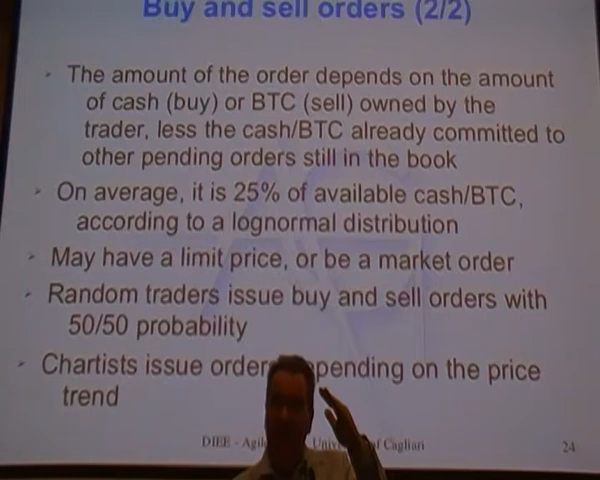 Buy and sell orders (2/2)
The amount of the order depends on the amount
of cash (buy) or BTC (sell) owned by the
trader, less the cash/BTC already committed to
other pending orders still in the book
On average, it is 25% of available cash/BTC,
according to a lognormal distribution
May have a limit price, or be a market order
Random traders issue buy and sell orders with
50/50 probability
Chartists issue orders depending on the price
trend
DIEE - of Cagliari
24